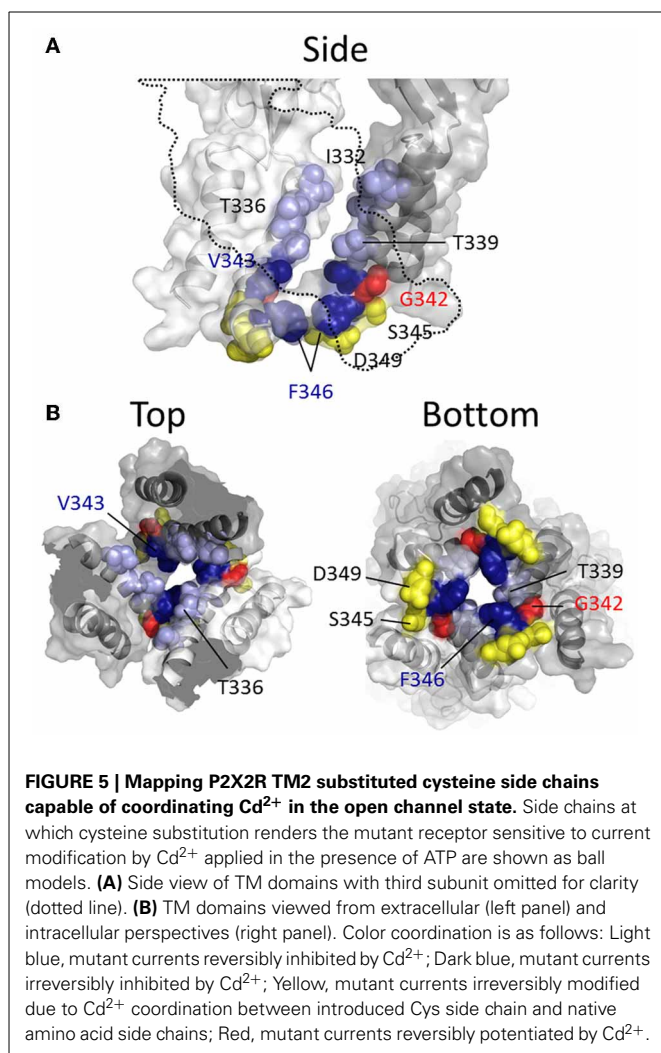 A
Side
I332
T336
T339
V343
G342
S345
D349
F346
B
Top
Bottom
V343
D349
T339
S345
G342
T336
F346
FIGURE 5 | Mapping P2X2R TM2 substituted cysteine side chains
capable of coordinating Cd2+ in the open channel state. Side chains at
which cysteine substitution renders the mutant receptor sensitive to current
modification by Cd2+ applied in the presence of ATP are shown as ball
models. (A) Side view of TM domains with third subunit omitted for clarity
(dotted line). (B) TM domains viewed from extracellular (left panel) and
intracellular perspectives (right panel). Color coordination is as follows: Light
blue, mutant currents reversibly inhibited by Cd2+; Dark blue, mutant currents
irreversibly inhibited by Cd2+; Yellow, mutant currents irreversibly modified
due to Cd2+ coordination between introduced Cys side chain and native
amino acid side chains; Red, mutant currents reversibly potentiated by Cd2+.